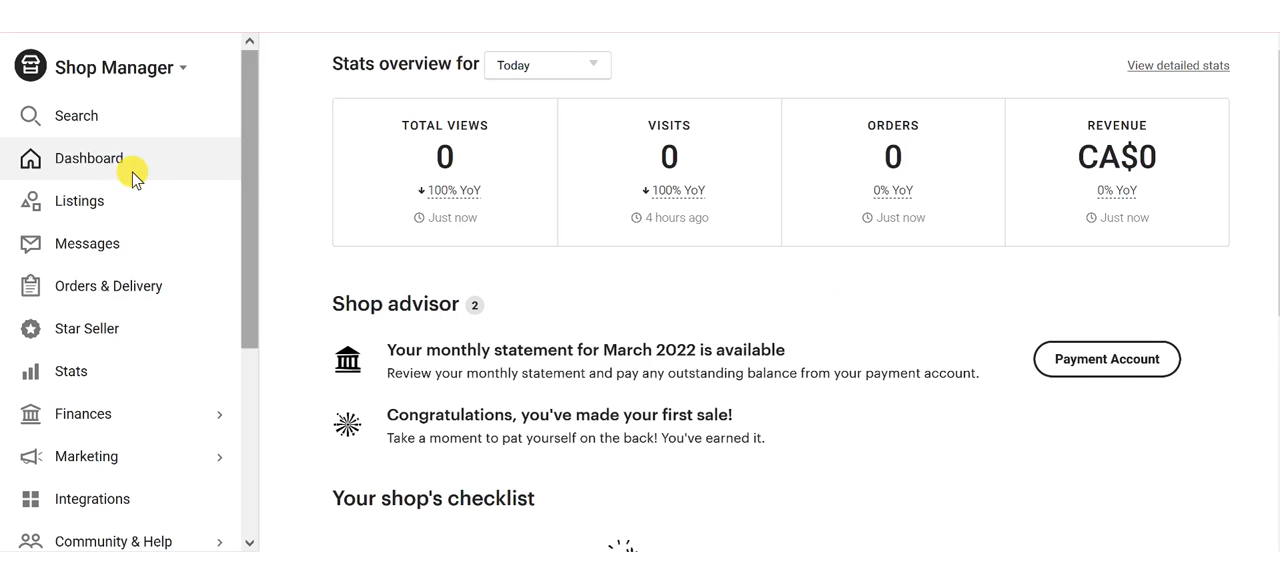 Shop Manager
Search
Dashboard
Listings
Messages
Orders & Delivery
Star Seller
Stats
Finances
Marketing
Integrations
Community & Help
Stats overview for Today
View detailed stats
TOTAL VIEWS
0
100% YoY
Just now
VISITS
0
100% YoY
4 hours ago
ORDERS
0
0% YoY
Just now
REVENUE
CA$0
0% YoY
Just now
Shop advisor 2
Your monthly statement for March 2022 is available
Review your monthly statement and pay any outstanding balance from your payment account.
Payment Account
Congratulations, you've made your first sale!
Take a moment to pat yourself on the back! You've earned it.
Your shop's checklist